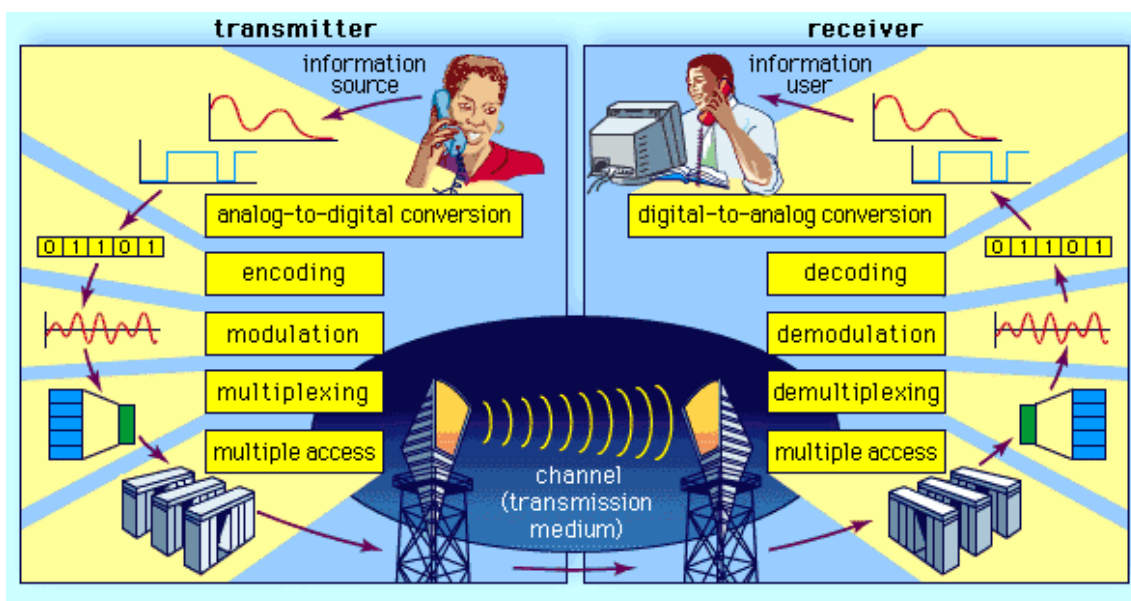 transmitter
information
source
analog-to-digital conversion
0 1 1 0 1
encoding
modulation
multiplexing
multiple access
channel
(transmission
medium)
receiver
information
user
digital-to-analog conversion
0 1 1 0 1
decoding
demodulation
demultiplexing
multiple access